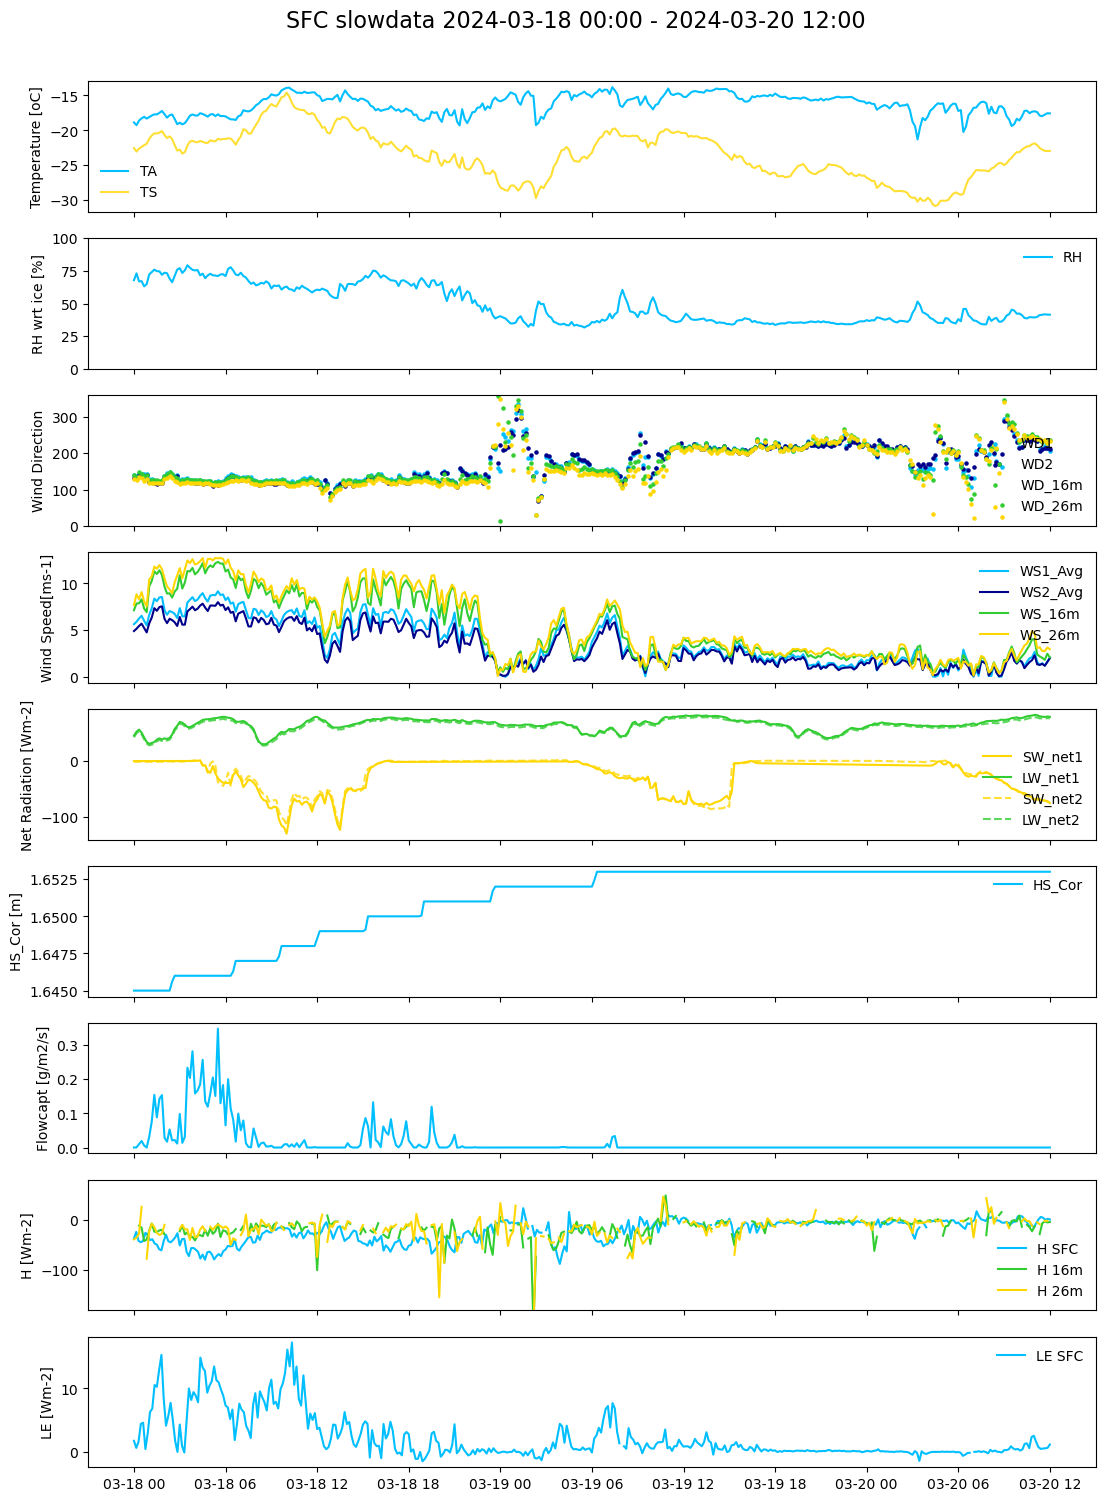 SFC slowdata 2024-03-18 00:00 - 2024-03-20 12:00
Temperature [oC]
−15
−20
−25
−30
TA
TS
RH wrt ice [%]
100
75
50
25
0
RH
Wind Direction
300
200
100
0
WD1
WD2
WD_16m
WD_26m
Wind Speed[ms-1]
10
5
0
WS1_Avg
WS2_Avg
WS_16m
WS_26m
Net Radiation [Wm-2]
0
−100
SW_net1
LW_net1
SW_net2
LW_net2
HS_Cor [m]
1.6525
1.6500
1.6475
1.6450
HS_Cor
Flowcapt [g/m2/s]
0.3
0.2
0.1
0.0
H [Wm-2]
0
−100
H SFC
H 16m
H 26m
LE [Wm-2]
10
0
LE SFC
03-18 00 03-18 06 03-18 12 03-18 18 03-19 00 03-19 06 03-19 12 03-19 18 03-20 00 03-20 06 03-20 12